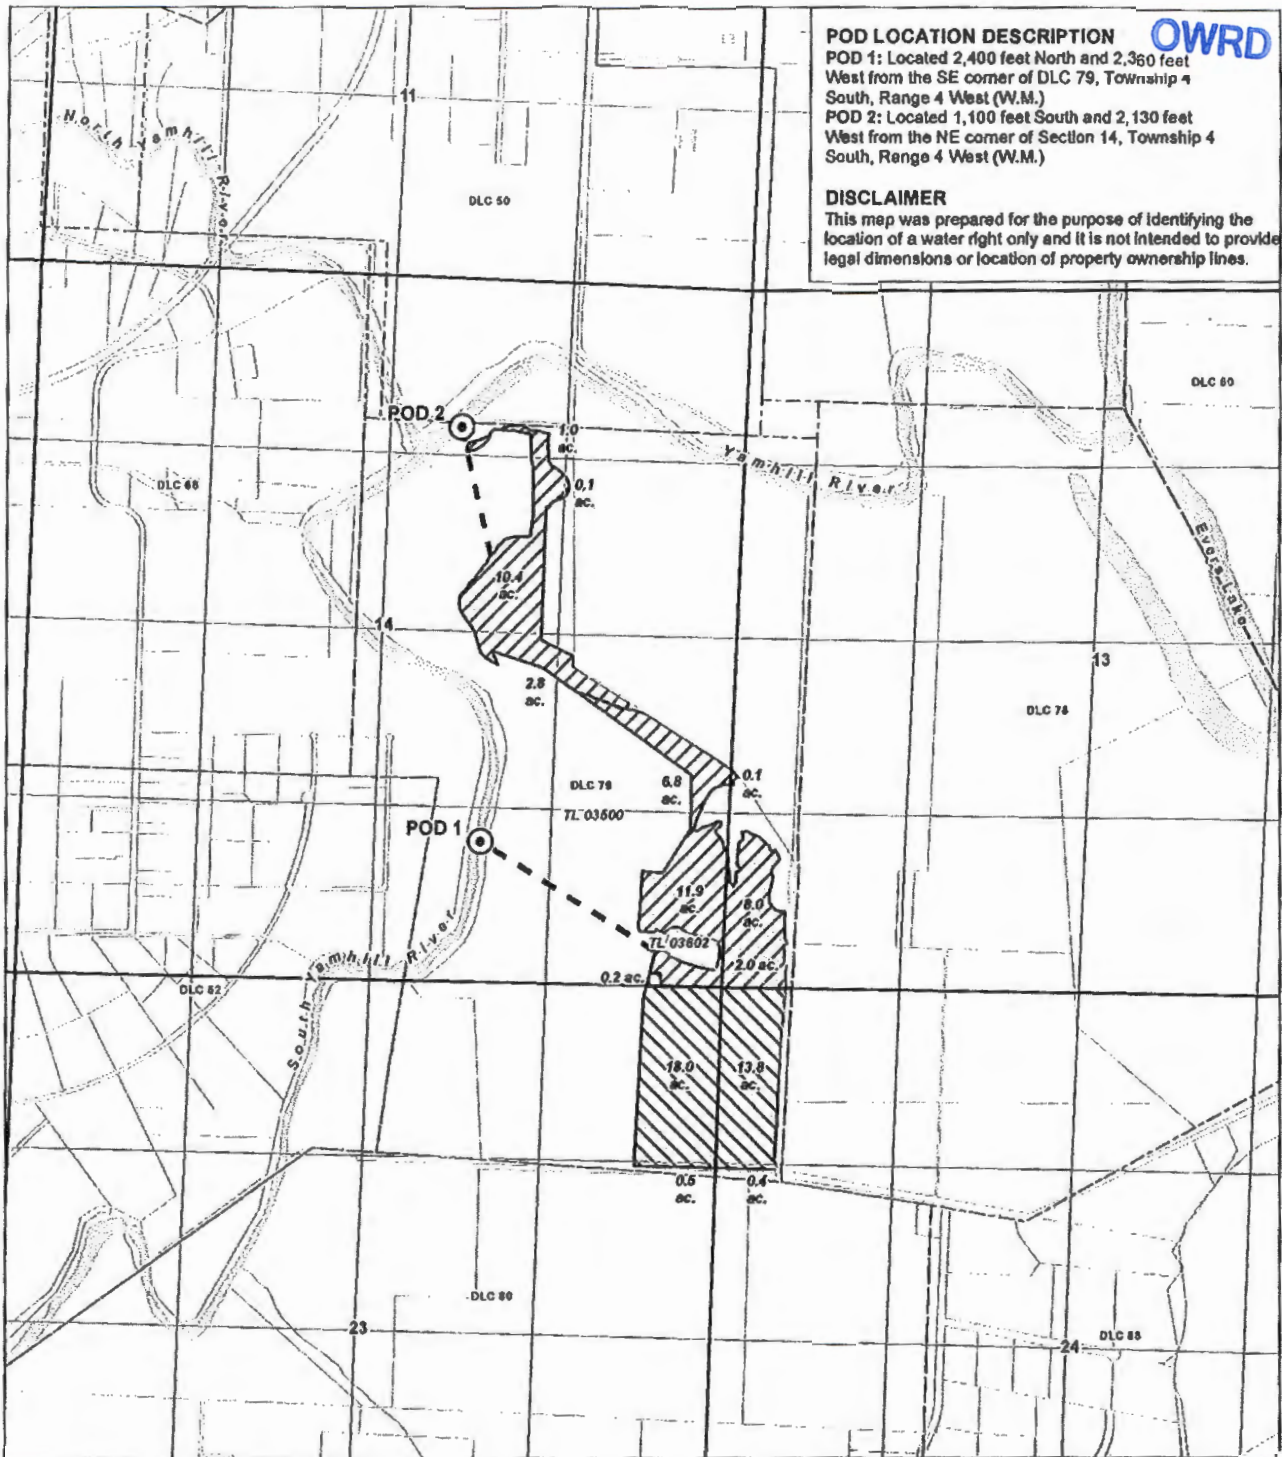 OWRD
POD LOCATION DESCRIPTION
POD 1: Located 2,400 feet North and 2,360 feet
West from the SE corner of DLC 79, Township 4
South, Range 4 West (W.M.)
POD 2: Located 1,100 feet South and 2,130 feet
West from the NE corner of Section 14, Township 4
South, Range 4 West (W.M.)
DISCLAIMER
This map was prepared for the purpose of identifying the
location of a water right only and it is not intended to provide
legal dimensions or location of property ownership lines.
11
North Yamhill River
DLC 50
DLC 60
POD 2
1.0
ac.
Yamhill River
DLC 66
0.1
ac.
Evers Lake
10.4
ac.
14
13
2.8
ac.
DLC 78
6.8
ac.
0.1
ac.
DLC 79
TL 03500
POD 1
11.9
ac.
8.0
ac.
TL 03602
2.0 ac.
0.2 ac.
South Yamhill River
DLC 52
18.0
ac.
13.8
ac.
0.5
ac.
0.4
ac.
DLC 80
23
24